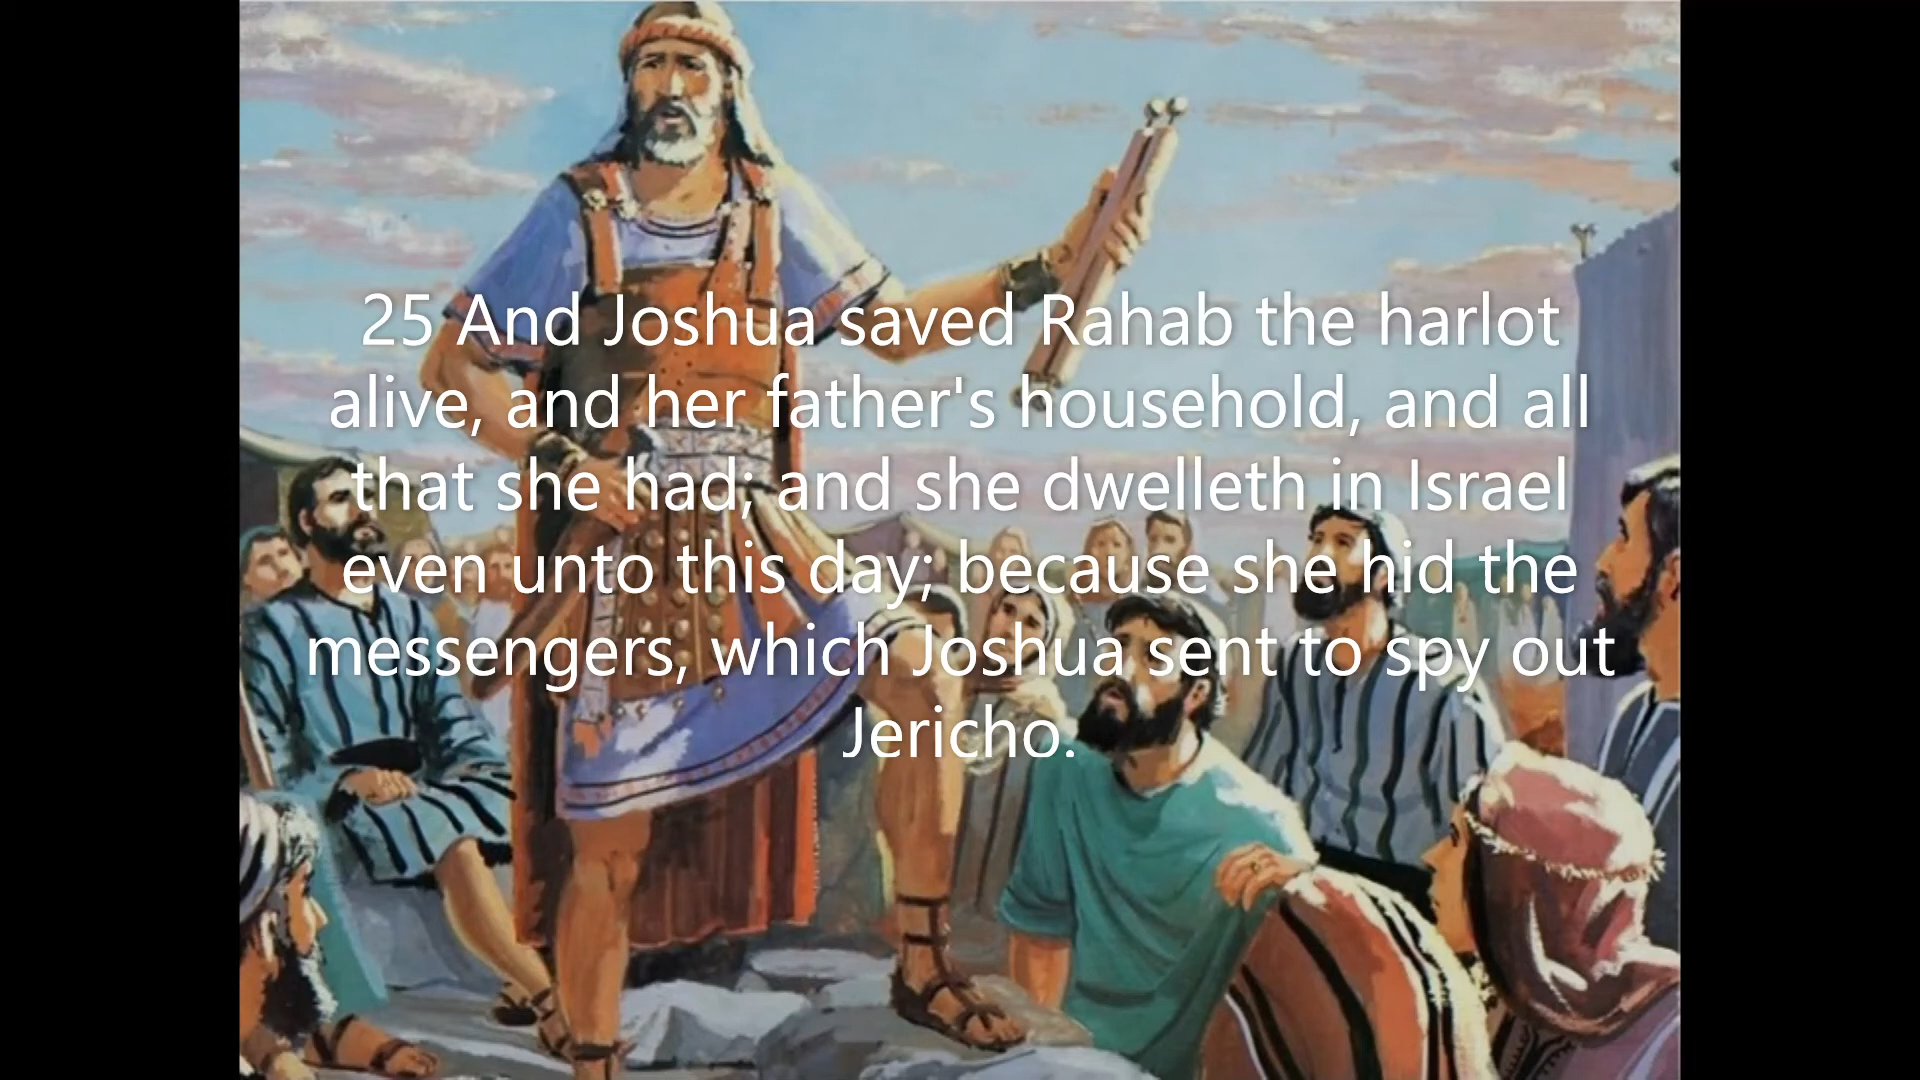 25 And Joshua saved Rahab the harlot
alive, and her father's household, and all
that she had; and she dwelleth in Israel
even unto this day; because she hid the
messengers, which Joshua sent to spy out
Jericho.